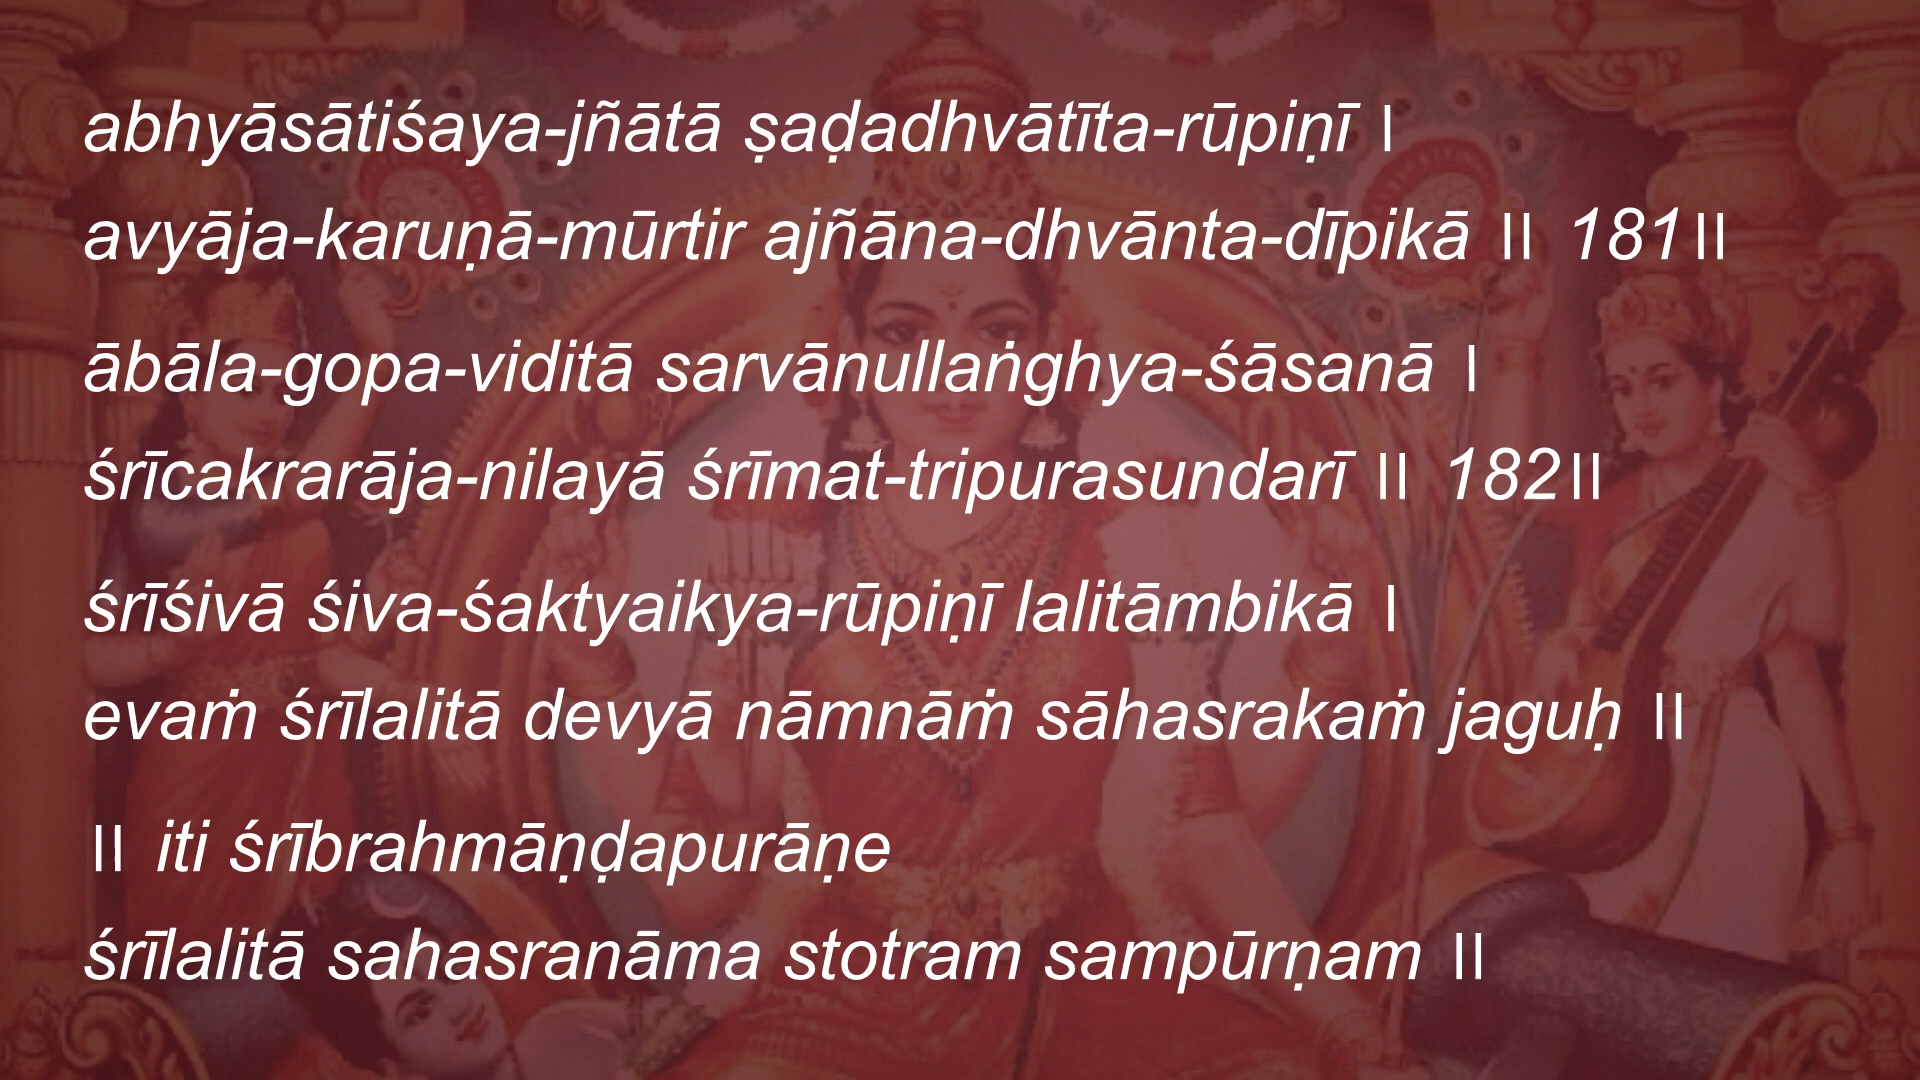 abhyāsātiśaya-jñātā ṣaḍadhvātīta-rūpiṇī ।
avyāja-karuṇā-mūrtir ajñāna-dhvānta-dīpikā ॥ 181॥
ābāla-gopa-viditā sarvānullaṅghya-śāsanā ।
śrīcakrarāja-nilayā śrīmat-tripurasundarī ॥ 182॥
śrīśivā śiva-śaktyaikya-rūpiṇī lalitāmbikā ।
evaṁ śrīlalitā devyā nāmnāṁ sāhasrakaṁ jaguḥ ॥
॥ iti śrībrahmāṇḍapurāṇe
śrīlalitā sahasranāma stotram sampūrṇam ॥